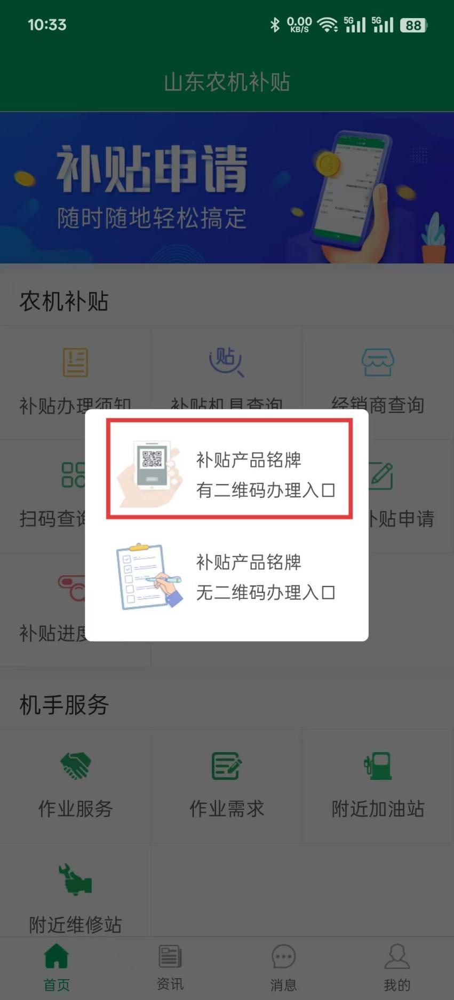 10:33
0.00 KB/S 5G 5G 88
山东农机补贴
补贴申请
随时随地轻松搞定
农机补贴
贴
补贴办理须知 补贴机具查询 经销商查询
补贴产品铭牌
有二维码办理入口
扫码查询 补贴申请
补贴产品铭牌
无二维码办理入口
补贴进度
机手服务
作业服务 作业需求 附近加油站
附近维修站
首页 资讯 消息 我的